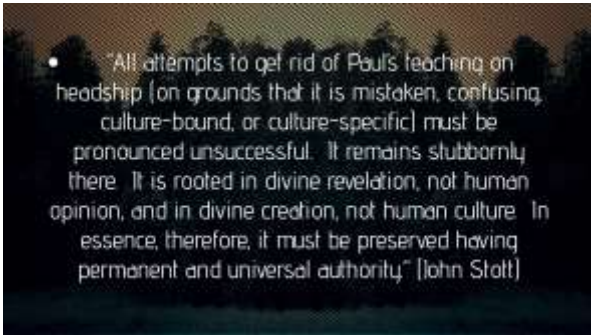 • "All attempts to get rid of Paul's teaching on
headship (on grounds that it is mistaken, confusing,
culture-bound, or culture-specific) must be
pronounced unsuccessful. It remains stubbornly
there. It is rooted in divine revelation, not human
opinion, and in divine creation, not human culture. In
essence, therefore, it must be preserved having
permanent and universal authority." (John Stott)